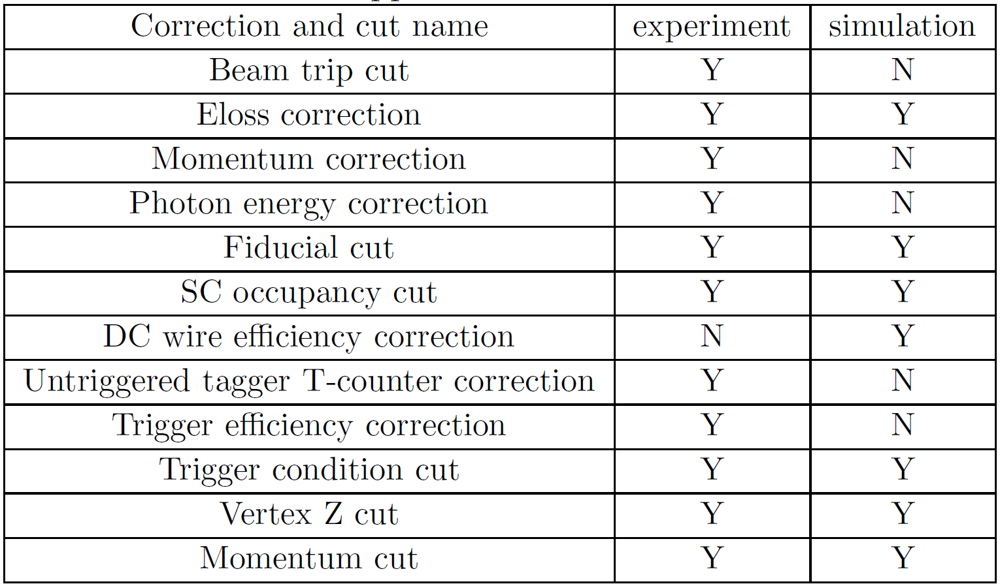 Correction and cut name experiment simulation
Beam trip cut Y N
Eloss correction Y Y
Momentum correction Y N
Photon energy correction Y N
Fiducial cut Y Y
SC occupancy cut Y Y
DC wire efficiency correction N Y
Untriggered tagger T-counter correction Y N
Trigger efficiency correction Y N
Trigger condition cut Y Y
Vertex Z cut Y Y
Momentum cut Y Y